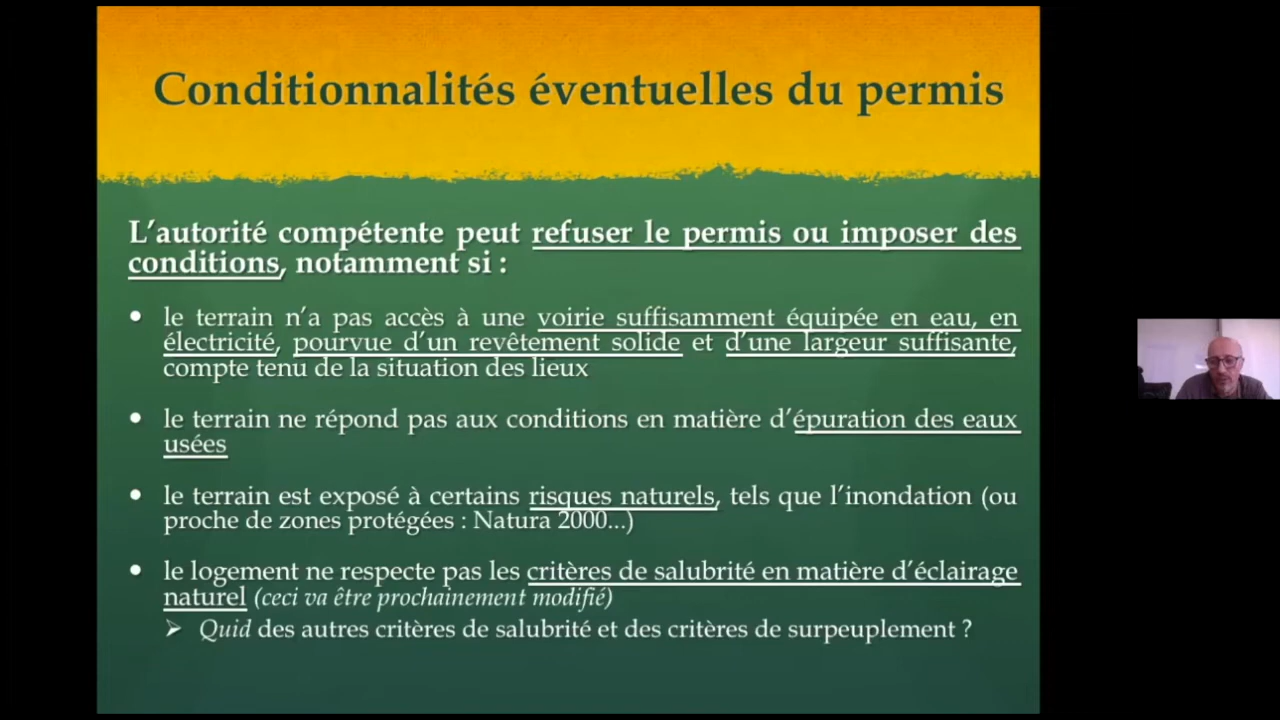 Conditionnalités éventuelles du permis
L’autorité compétente peut refuser le permis ou imposer des
conditions, notamment si :
• le terrain n’a pas accès à une voirie suffisamment équipée en eau, en
électricité, pourvue d’un revêtement solide et d’une largeur suffisante,
compte tenu de la situation des lieux
• le terrain ne répond pas aux conditions en matière d’épuration des eaux
usées
• le terrain est exposé à certains risques naturels, tels que l’inondation (ou
proche de zones protégées : Natura 2000...)
• le logement ne respecte pas les critères de salubrité en matière d’éclairage
naturel (ceci va être prochainement modifié)
➢ Quid des autres critères de salubrité et des critères de surpeuplement ?